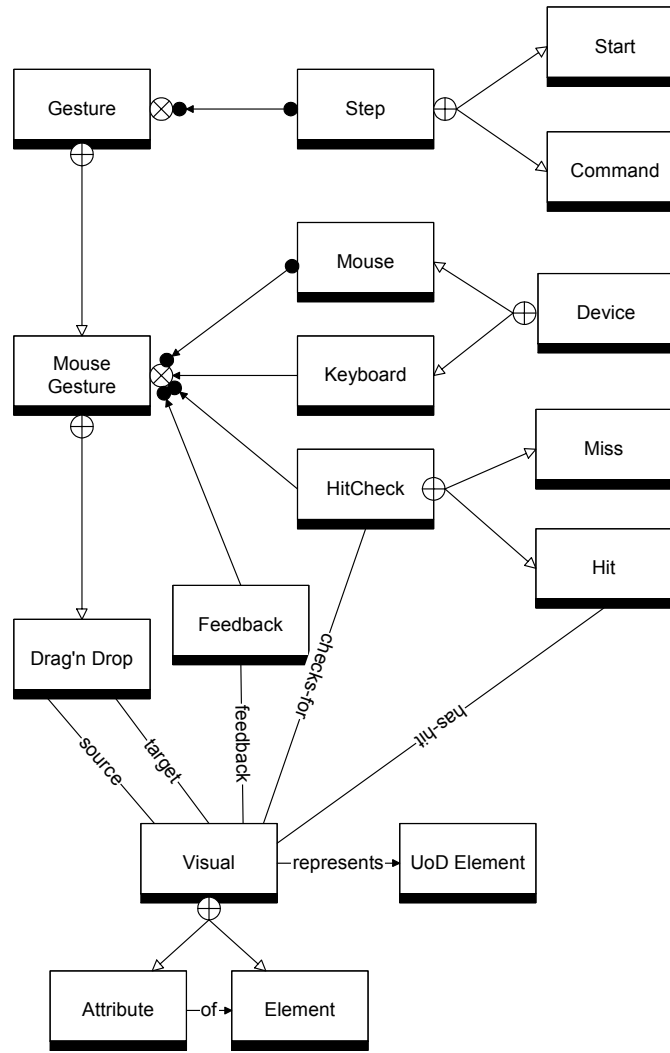 Start
Gesture
Step
Command
Mouse
Device
Mouse
Gesture
Keyboard
Miss
HitCheck
Hit
Feedback
Drag'n Drop
checks-for
has-hit
source
target
feedback
Visual
represents
UoD Element
Attribute
of
Element